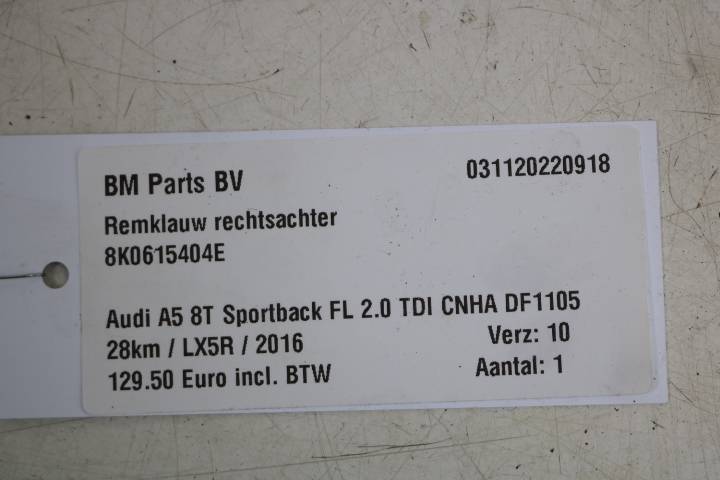 BM Parts BV 031120220918
Remklauw rechtsachter
8K0615404E
Audi A5 8T Sportback FL 2.0 TDI CNHA DF1105
28km / LX5R / 2016 Verz: 10
129.50 Euro incl. BTW Aantal: 1